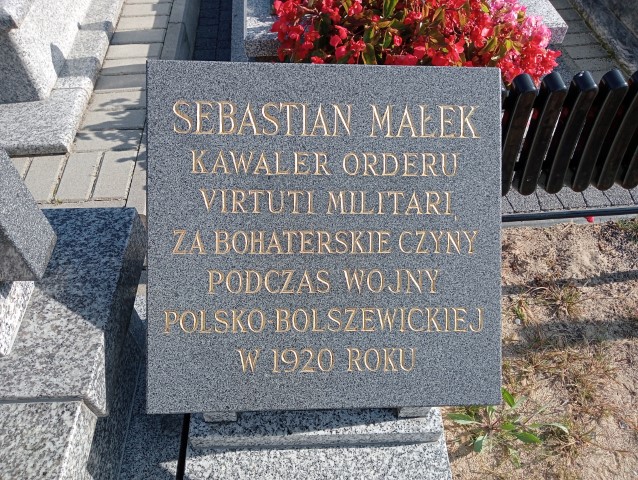 SEBASTIAN MAŁEK
KAWALER ORDERU
VIRTUTI MILITARI,
ZA BOHATERSKIE CZYNY
PODCZAS WOJNY
POLSKO-BOLSZEWICKIEJ
W 1920 ROKU